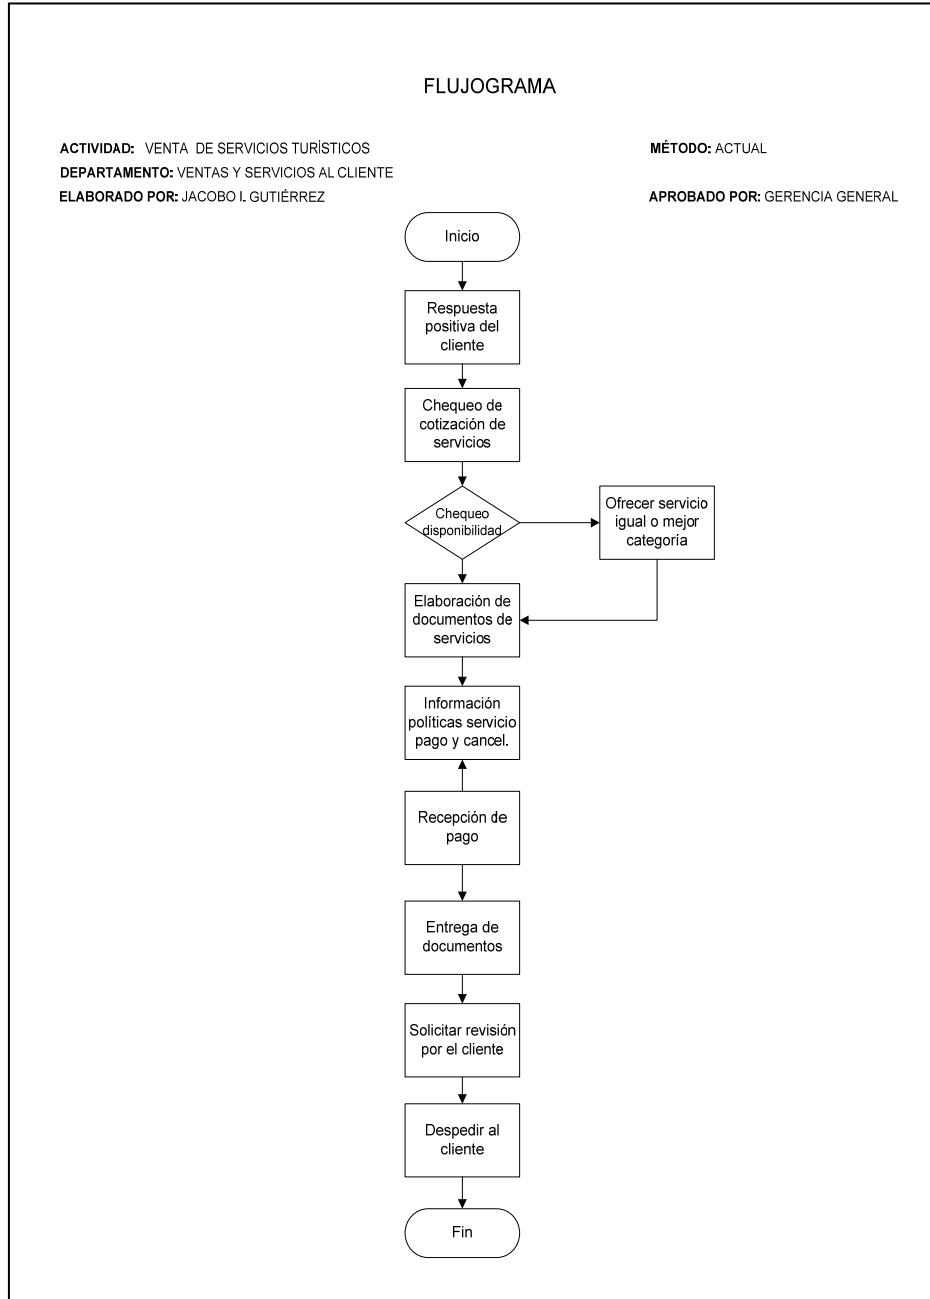 FLUJOGRAMA
ACTIVIDAD: VENTA DE SERVICIOS TURÍSTICOS
MÉTODO: ACTUAL
DEPARTAMENTO: VENTAS Y SERVICIOS AL CLIENTE
ELABORADO POR: JACOBO I. GUTIÉRREZ
APROBADO POR: GERENCIA GENERAL
Inicio
Respuesta
positiva del
cliente
Chequeo de
cotización de
servicios
Chequeo
disponibilidad
Ofrecer servicio
igual o mejor
categoría
Elaboración de
documentos de
servicios
Información
políticas servicio
pago y cancel.
Recepción de
pago
Entrega de
documentos
Solicitar revisión
por el cliente
Despedir al
cliente
Fin